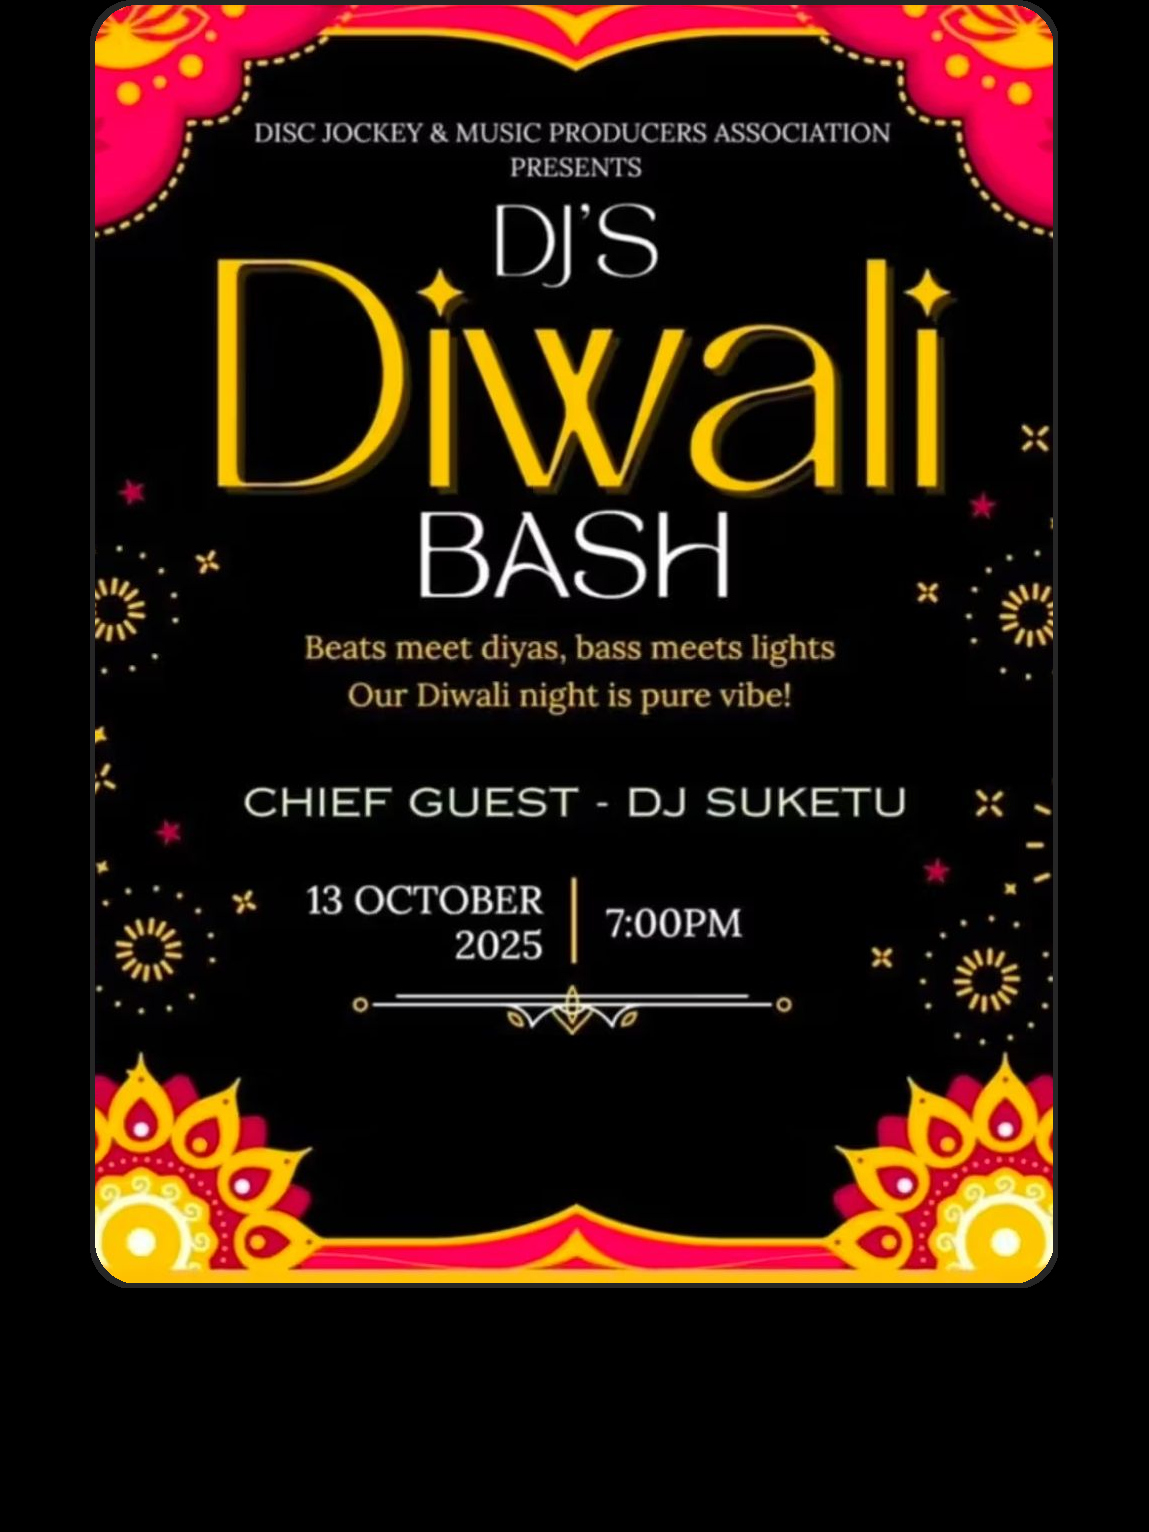 DISC JOCKEY & MUSIC PRODUCERS ASSOCIATION
PRESENTS
DJ'S
Diwali
BASH
Beats meet diyas, bass meets lights
Our Diwali night is pure vibe!
CHIEF GUEST - DJ SUKETU
13 OCTOBER
2025
7:00PM